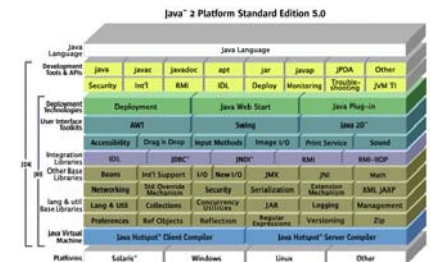 Java™ 2 Platform Standard Edition 5.0
Java Language
Java Language
Development Tools & APIs
java javac javadoc apt jar javap JPDA Other
Security Int'l RMI IDL Deploy Monitoring Trouble-shooting JVM TI
Deployment Technologies
Deployment Java Web Start Java Plug-in
User Interface Toolkits
AWT Swing Java 2D™
Accessibility Drag n Drop Input Methods Image I/O Print Service Sound
Integration Libraries
IDL JDBC™ JNDI™ RMI RMI-IIOP
Other Base Libraries
Beans Int'l Support I/O New I/O JMX JNI Math
Networking Std. Override Mechanism Security Serialization Extension Mechanism XML JAXP
lang & util Base Libraries
Lang & Util Collections Concurrency Utilities JAR Logging Management
Preferences Ref Objects Reflection Regular Expressions Versioning Zip
Java Virtual Machine
Java Hotspot™ Client Compiler Java Hotspot™ Server Compiler
Platforms
Solaris™ Windows Linux Other
JDK
JRE